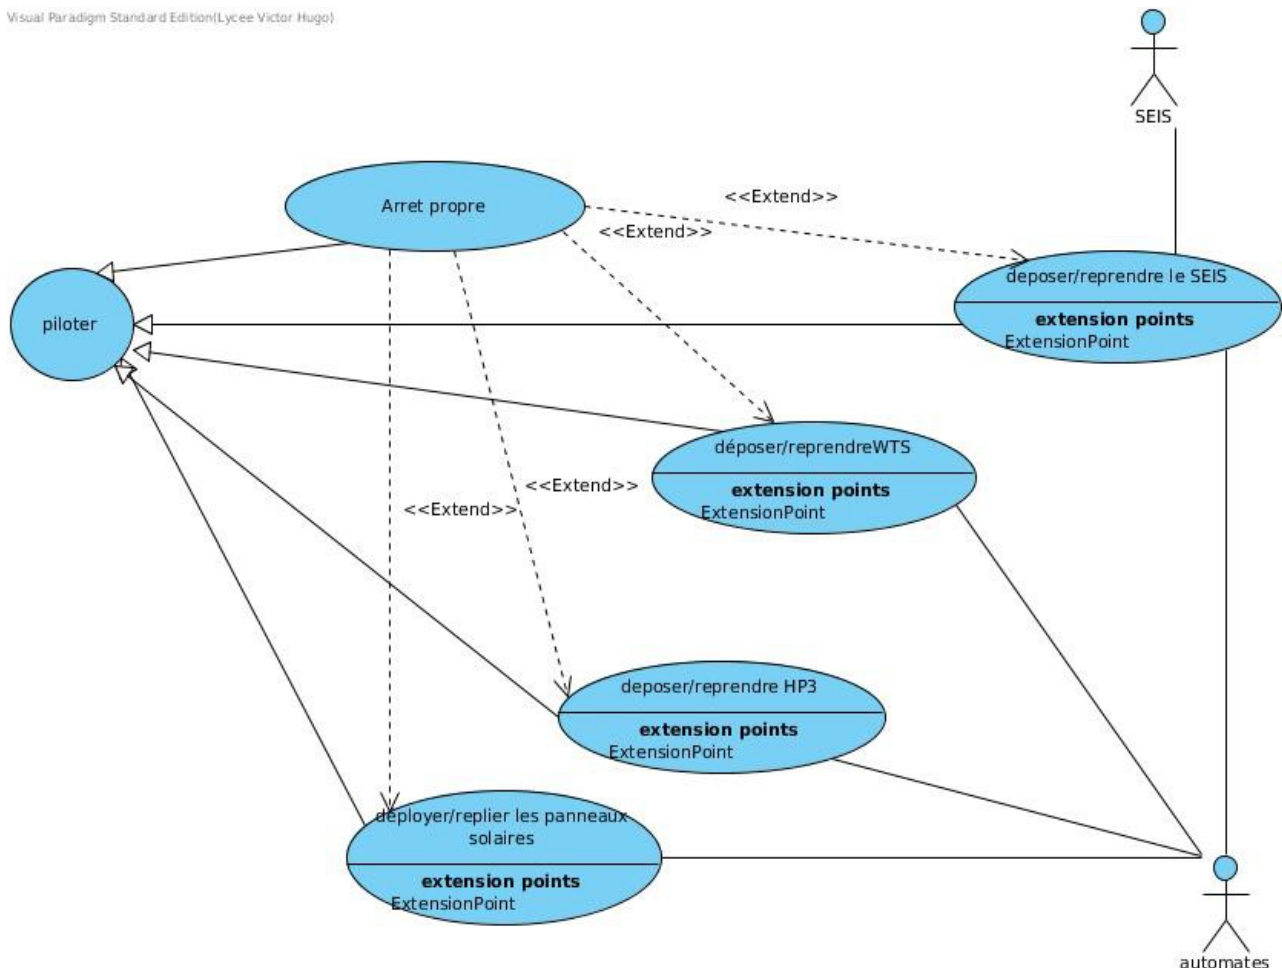 Visual Paradigm Standard Edition(Lycee Victor Hugo)
SEIS
<<Extend>>
Arret propre
<<Extend>>
deposer/reprendre le SEIS
extension points
ExtensionPoint
piloter
déposer/reprendreWTS
extension points
ExtensionPoint
<<Extend>>
<<Extend>>
deposer/reprendre HP3
extension points
ExtensionPoint
déployer/replier les panneaux
solaires
extension points
ExtensionPoint
automates